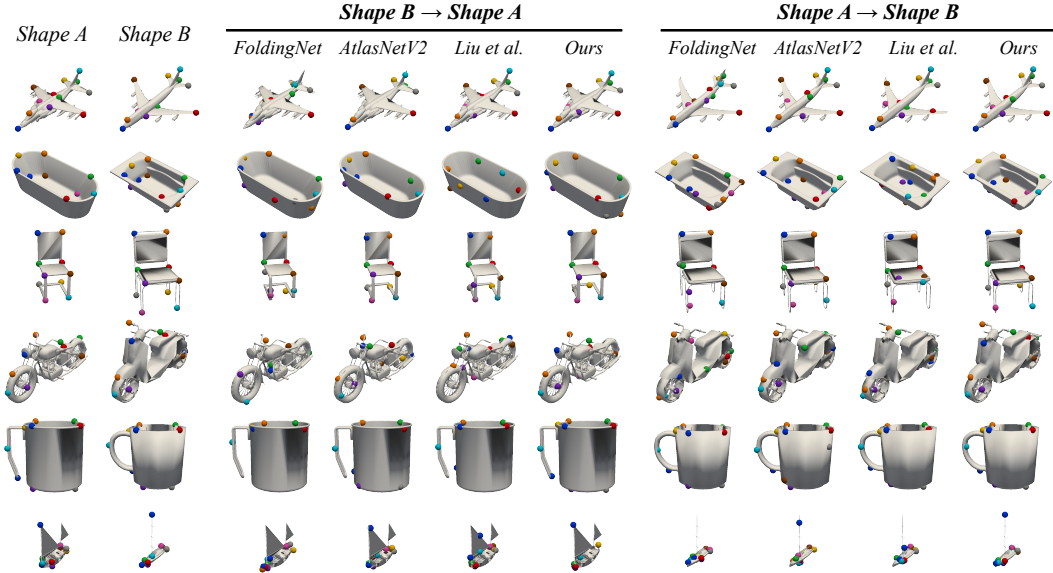 Shape A
Shape B
Shape B → Shape A
FoldingNet
AtlasNetV2
Liu et al.
Ours
Shape A → Shape B
FoldingNet
AtlasNetV2
Liu et al.
Ours